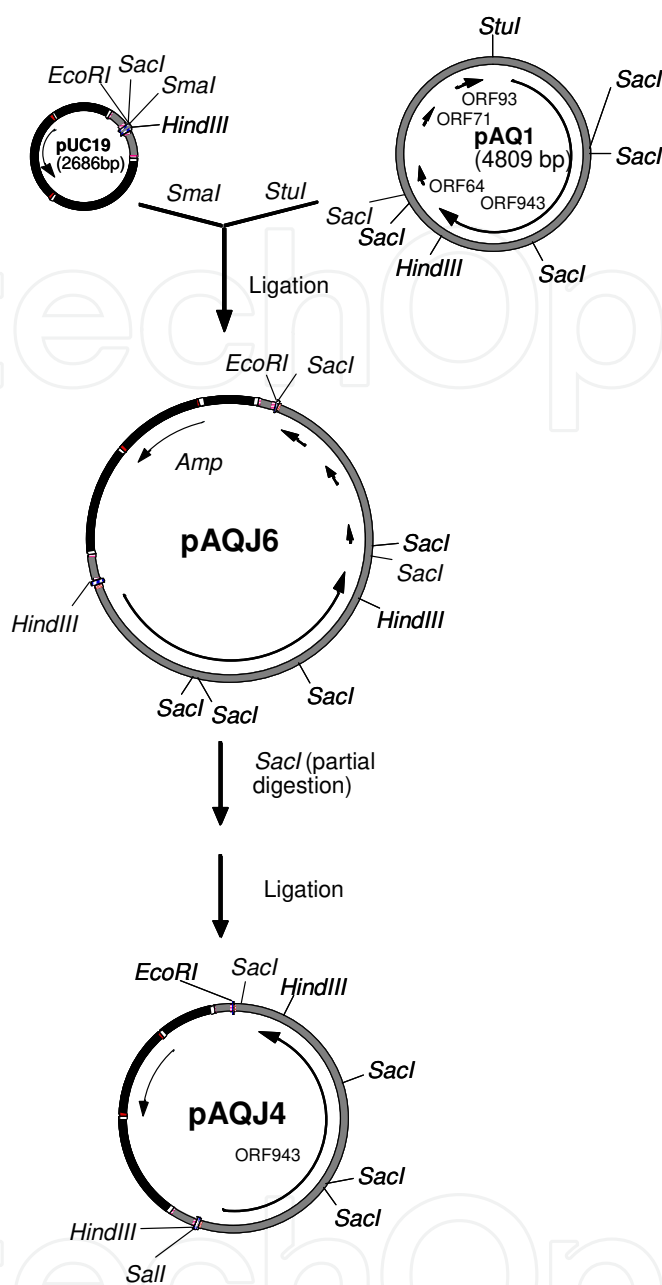 StuI
EcoRI
SacI
SmaI
HindIII
pUC19
(2686bp)
SacI
SacI
ORF93
ORF71
pAQ1
(4809 bp)
ORF64
ORF943
SacI
SacI
HindIII
SacI
SmaI
StuI
Ligation
EcoRI
SacI
Amp
pAQJ6
SacI
SacI
HindIII
HindIII
SacI
SacI
SacI
SacI (partial
digestion)
Ligation
EcoRI
SacI
HindIII
SacI
pAQJ4
ORF943
SacI
SacI
HindIII
SalI
techOp
techOp